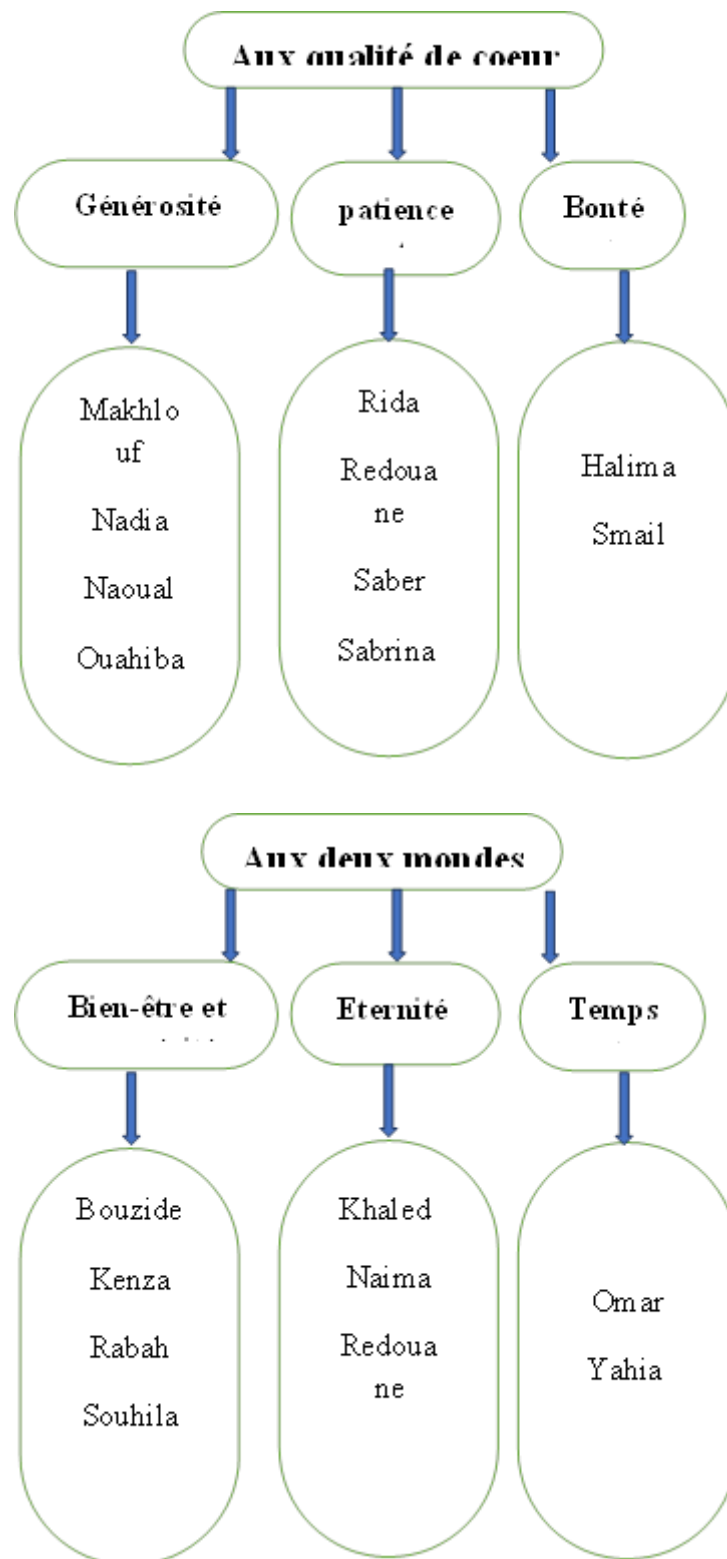 Aux qualité de coeur
Générosité
patience
Bonté
Makhlo
uf
Nadia
Naoual
Ouahiba
Rida
Redoua
ne
Saber
Sabrina
Halima
Smail
Aux deux mondes
Bien-être et
Eternité
Temps
Bouzide
Kenza
Rabah
Souhila
Khaled
Naima
Redoua
ne
Omar
Yahia